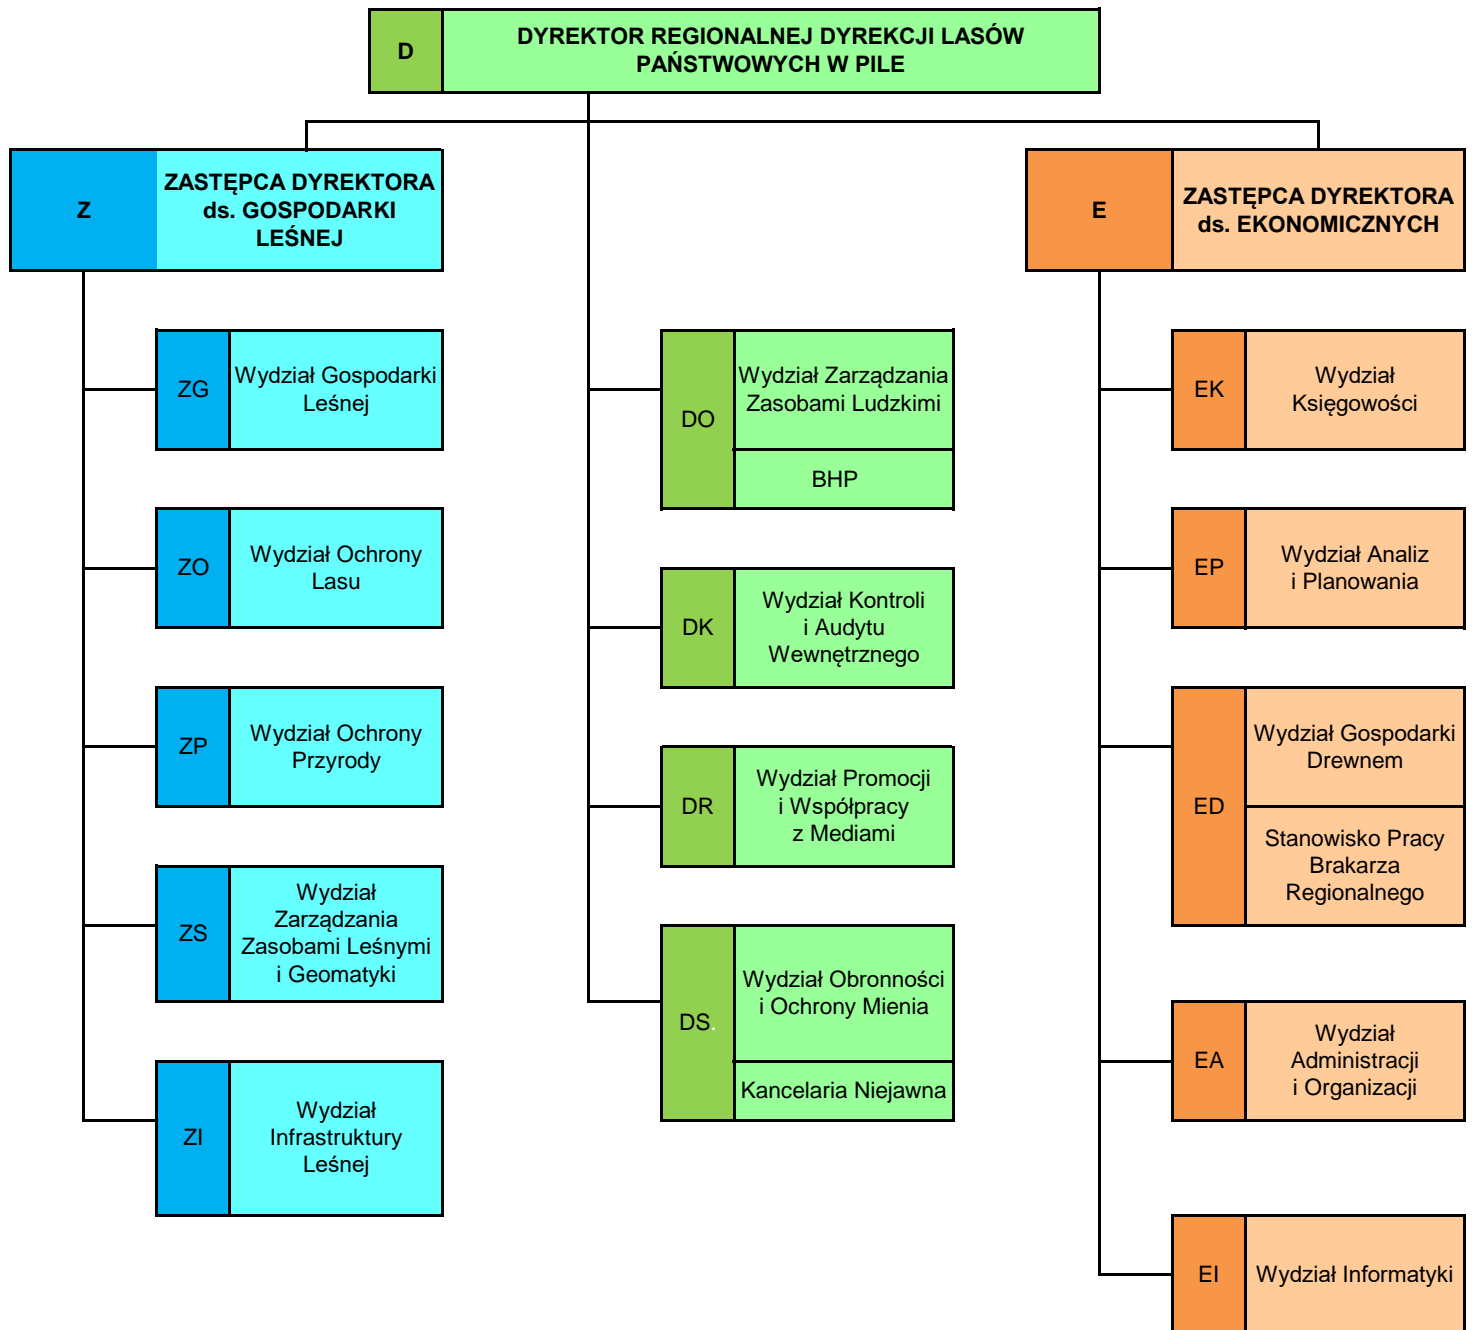 D
DYREKTOR REGIONALNEJ DYREKCJI LASÓW
PAŃSTWOWYCH W PILE
Z
ZASTĘPCA DYREKTORA
ds. GOSPODARKI
LEŚNEJ
E
ZASTĘPCA DYREKTORA
ds. EKONOMICZNYCH
ZG
Wydział Gospodarki
Leśnej
ZO
Wydział Ochrony
Lasu
ZP
Wydział Ochrony
Przyrody
ZS
Wydział
Zarządzania
Zasobami Leśnymi
i Geomatyki
ZI
Wydział
Infrastruktury
Leśnej
DO
Wydział Zarządzania
Zasobami Ludzkimi
BHP
DK
Wydział Kontroli
i Audytu
Wewnętrznego
DR
Wydział Promocji
i Współpracy
z Mediami
DS.
Wydział Obronności
i Ochrony Mienia
Kancelaria Niejawna
EK
Wydział
Księgowości
EP
Wydział Analiz
i Planowania
ED
Wydział Gospodarki
Drewnem
Stanowisko Pracy
Brakarza
Regionalnego
EA
Wydział
Administracji
i Organizacji
EI
Wydział Informatyki